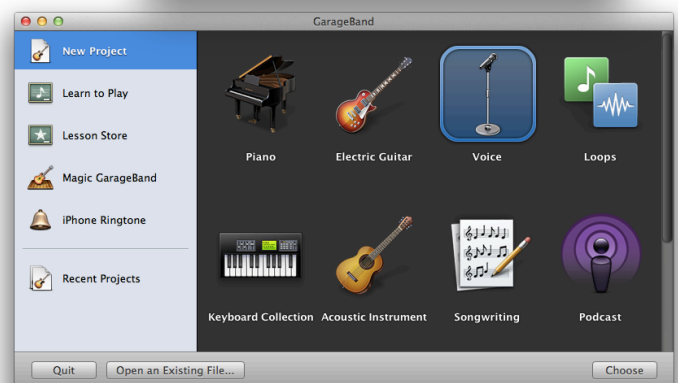 GarageBand
New Project
Learn to Play
Lesson Store
Magic GarageBand
iPhone Ringtone
Recent Projects
Piano Electric Guitar Voice Loops
Keyboard Collection Acoustic Instrument Songwriting Podcast
Quit Open an Existing File... Choose